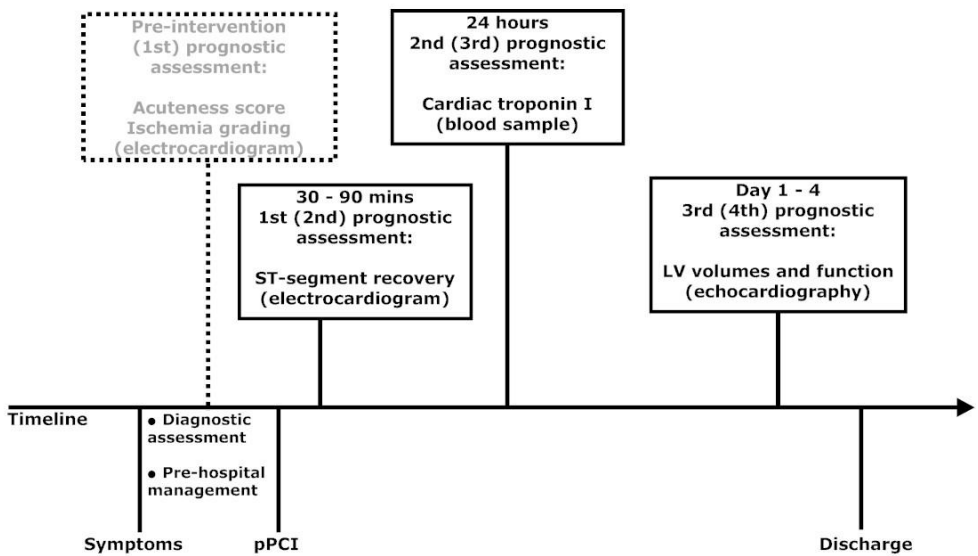 Pre-intervention
(1st) prognostic
assessment:
Acuteness score
Ischemia grading
(electrocardiogram)
30 - 90 mins
1st (2nd) prognostic
assessment:
ST-segment recovery
(electrocardiogram)
24 hours
2nd (3rd) prognostic
assessment:
Cardiac troponin I
(blood sample)
Day 1 - 4
3rd (4th) prognostic
assessment:
LV volumes and function
(echocardiography)
Timeline
• Diagnostic
assessment
• Pre-hospital
management
Symptoms
pPCI
Discharge